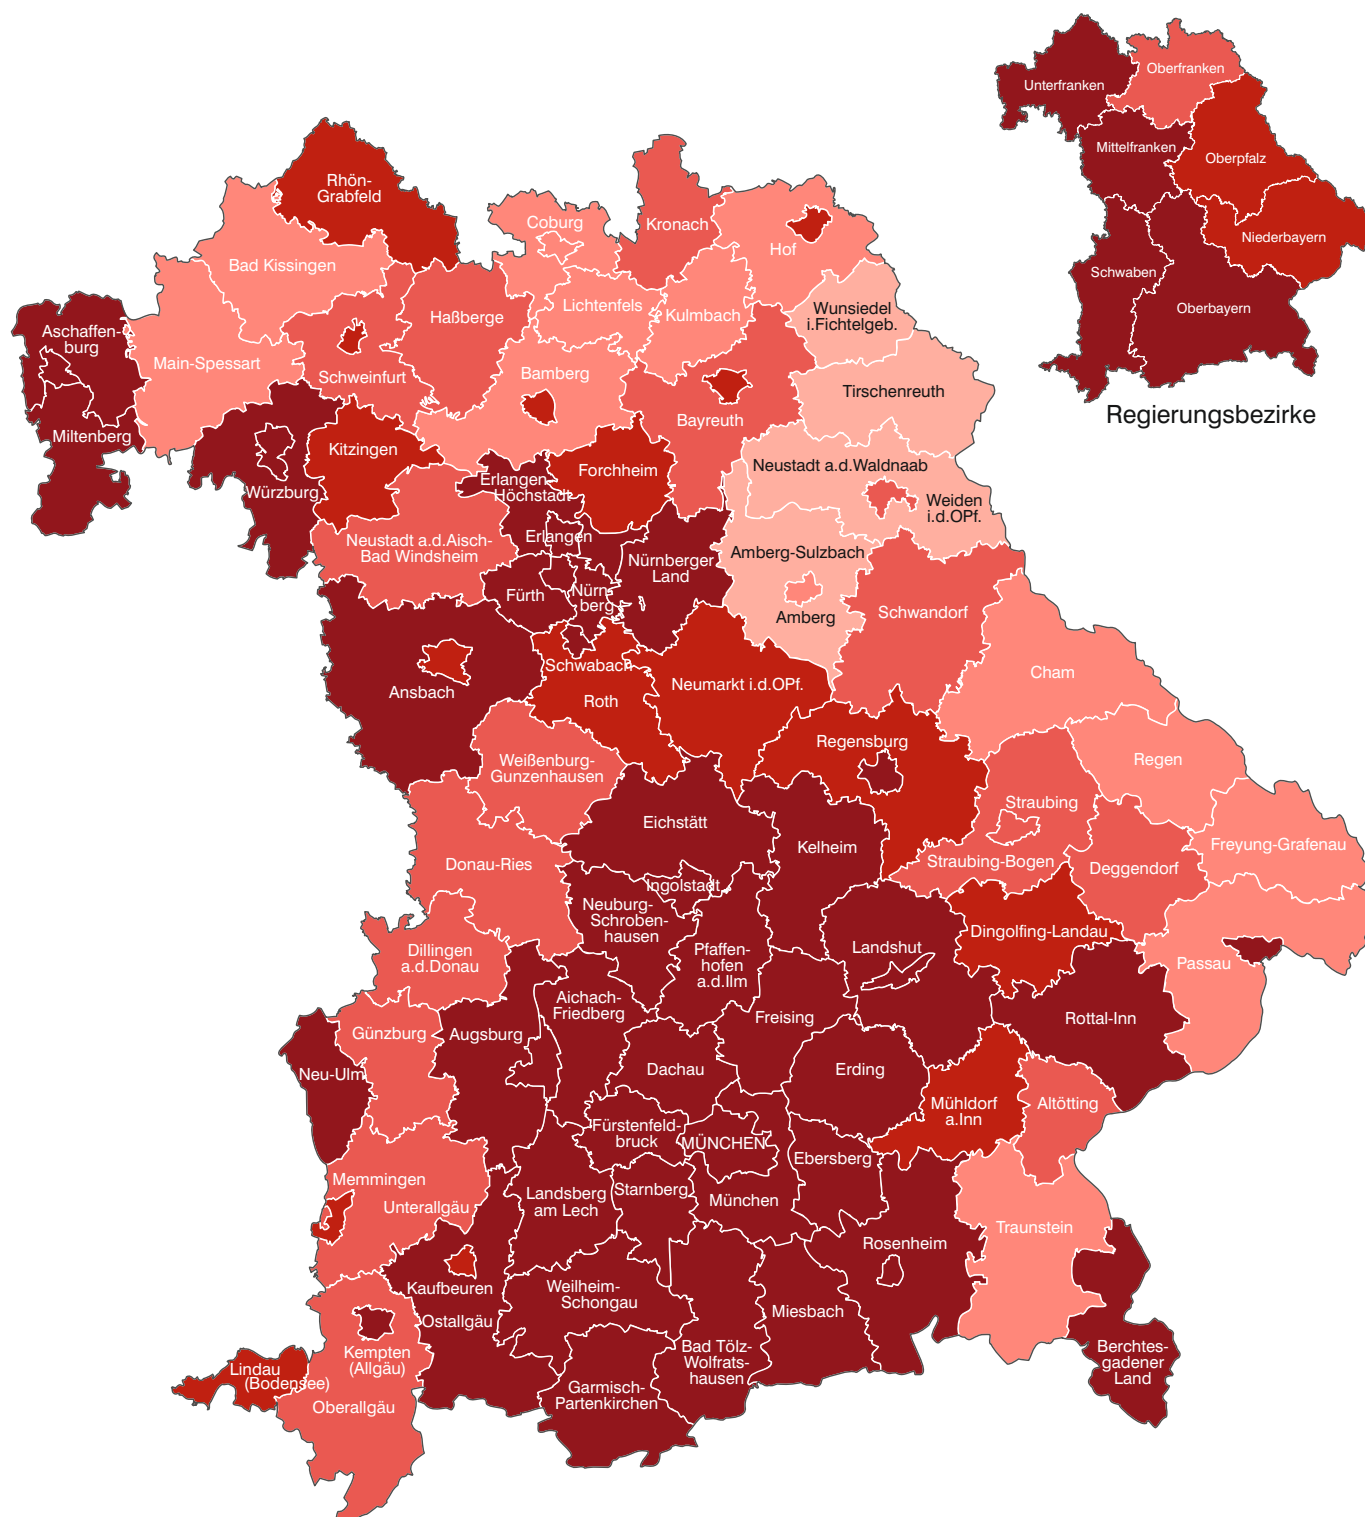 Unterfranken
Oberfranken
Mittelfranken
Oberpfalz
Niederbayern
Schwaben
Oberbayern
Regierungsbezirke
Rhön-
Grabfeld
Coburg
Kronach
Hof
Bad Kissingen
Lichtenfels
Kulmbach
Wunsiedel
i.Fichtelgeb.
Haßberge
Aschaffen-
burg
Main-Spessart
Schweinfurt
Bamberg
Bayreuth
Tirschenreuth
Miltenberg
Kitzingen
Würzburg
Erlangen-
Höchstadt
Forchheim
Neustadt a.d.Waldnaab
Weiden
i.d.OPf.
Neustadt a.d.Aisch-
Bad Windsheim
Erlangen
Nürnberger
Land
Amberg-Sulzbach
Amberg
Fürth
Nürn-
berg
Schwandorf
Schwabach
Roth
Ansbach
Neumarkt i.d.OPf.
Cham
Regensburg
Weißenburg-
Gunzenhausen
Regen
Eichstätt
Straubing
Kelheim
Freyung-Grafenau
Donau-Ries
Straubing-Bogen
Deggendorf
Ingolstadt
Neuburg-
Schroben-
hausen
Dingolfing-Landau
Dillingen
a.d.Donau
Pfaffen-
hofen
a.d.Ilm
Landshut
Passau
Aichach-
Friedberg
Günzburg
Augsburg
Freising
Rottal-Inn
Neu-Ulm
Dachau
Erding
Mühldorf
a.Inn
Altötting
Fürstenfeld-
bruck
MÜNCHEN
Ebersberg
Memmingen
Unterallgäu
Landsberg
am Lech
Starnberg
München
Traunstein
Rosenheim
Kaufbeuren
Ostallgäu
Weilheim-
Schongau
Miesbach
Kempten
(Allgäu)
Bad Tölz-
Wolfrats-
hausen
Berchtes-
gadener
Land
Lindau
(Bodensee)
Oberallgäu
Garmisch-
Partenkirchen